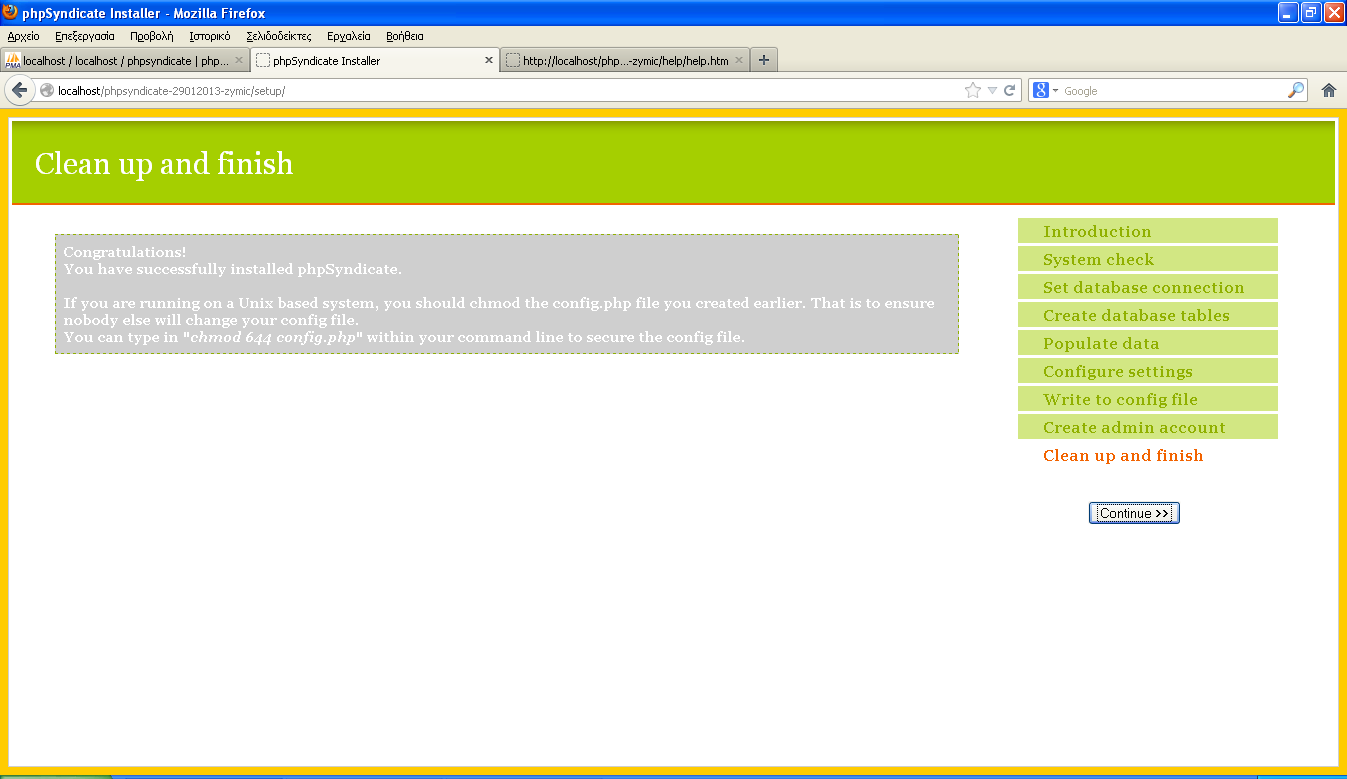 phpSyndicate Installer - Mozilla Firefox
Αρχείο Επεξεργασία Προβολή Ιστορικό Σελιδοδείκτες Εργαλεία Βοήθεια
PMA localhost / localhost / phpsyndicate | php... phpSyndicate Installer http://localhost/php...-zymic/help/help.htm
localhost/phpsyndicate-29012013-zymic/setup/ Google
Clean up and finish
Congratulations!
You have successfully installed phpSyndicate.
If you are running on a Unix based system, you should chmod the config.php file you created earlier. That is to ensure
nobody else will change your config file.
You can type in "chmod 644 config.php" within your command line to secure the config file.
Introduction
System check
Set database connection
Create database tables
Populate data
Configure settings
Write to config file
Create admin account
Clean up and finish
Continue >>